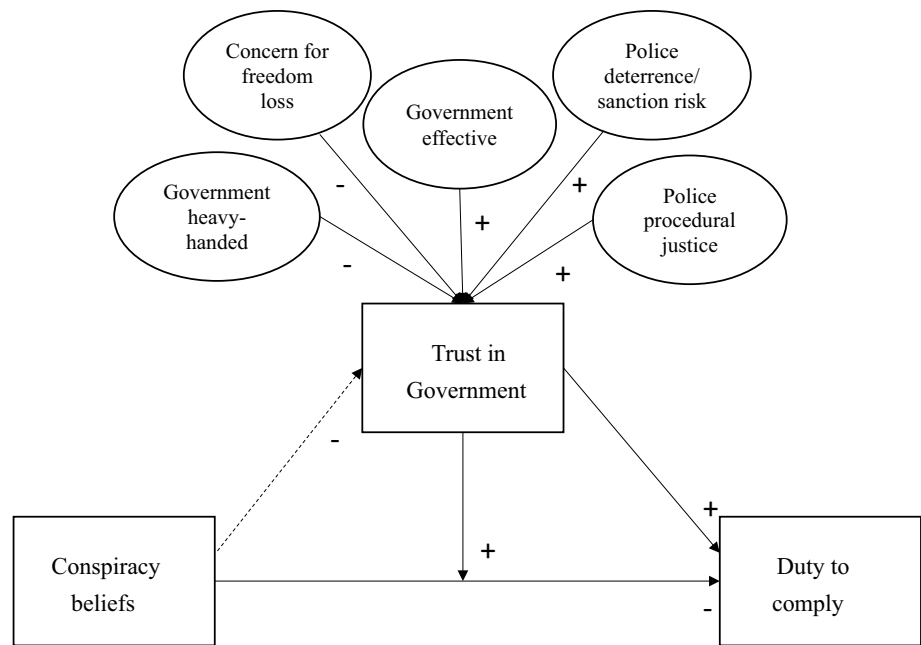 Concern for
freedom
loss
Government
effective
Police
deterrence/
sanction risk
Government
heavy-
handed
Police
procedural
justice
-
+
+
-
+
Trust in
Government
-
+
+
-
Conspiracy
beliefs
Duty to
comply